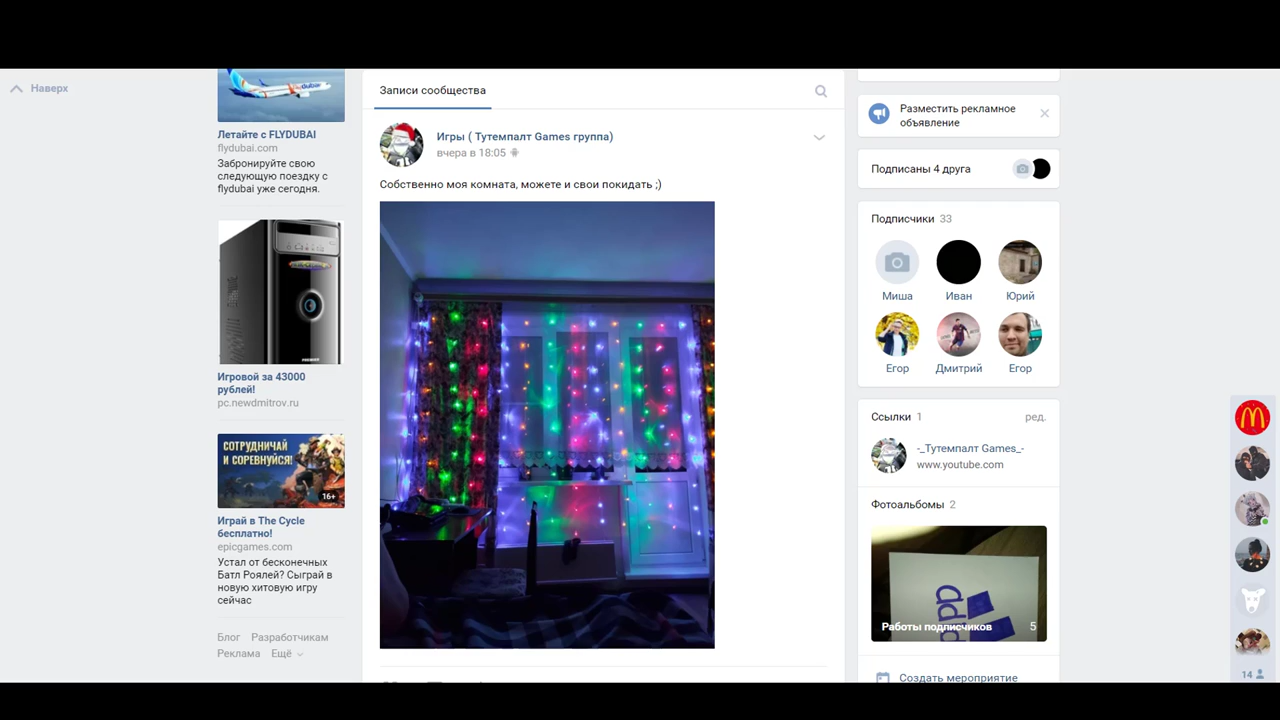 Наверх
Летайте с FLYDUBAI
flydubai.com
Забронируйте свою
следующую поездку с
flydubai уже сегодня.
Игровой за 43000
рублей!
pc.newdmitrov.ru
СОТРУДНИЧАЙ
И СОРЕВНУЙСЯ!
16+
Играй в The Cycle
бесплатно!
epicgames.com
Устал от бесконечных
Батл Роялей? Сыграй в
новую хитовую игру
сейчас
Блог Разработчикам
Реклама Ещё
Записи сообщества
Игры ( Тутемпалт Games группа)
вчера в 18:05
Собственно моя комната, можете и свои покидать ;)
Разместить рекламное
объявление
Подписаны 4 друга
Подписчики 33
Миша Иван Юрий
Егор Дмитрий Егор
Ссылки 1 ред.
-_Тутемпалт Games_-
www.youtube.com
Фотоальбомы 2
Работы подписчиков 5
Создать мероприятие
14